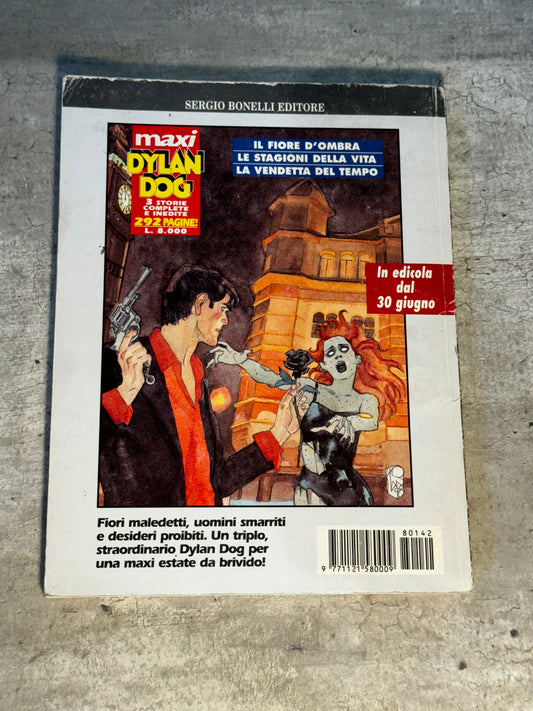 SERGIO BONELLI EDITORE
maxi
DYLAN
DOG
3 STORIE
COMPLETE
E INEDITE
292 PAGINE!
L. 8.000
IL FIORE D'OMBRA
LE STAGIONI DELLA VITA
LA VENDETTA DEL TEMPO
In edicola
dal
30 giugno
Fiori maledetti, uomini smarriti
e desideri proibiti. Un triplo,
straordinario Dylan Dog per
una maxi estate da brivido!
80142
9 771121 580009